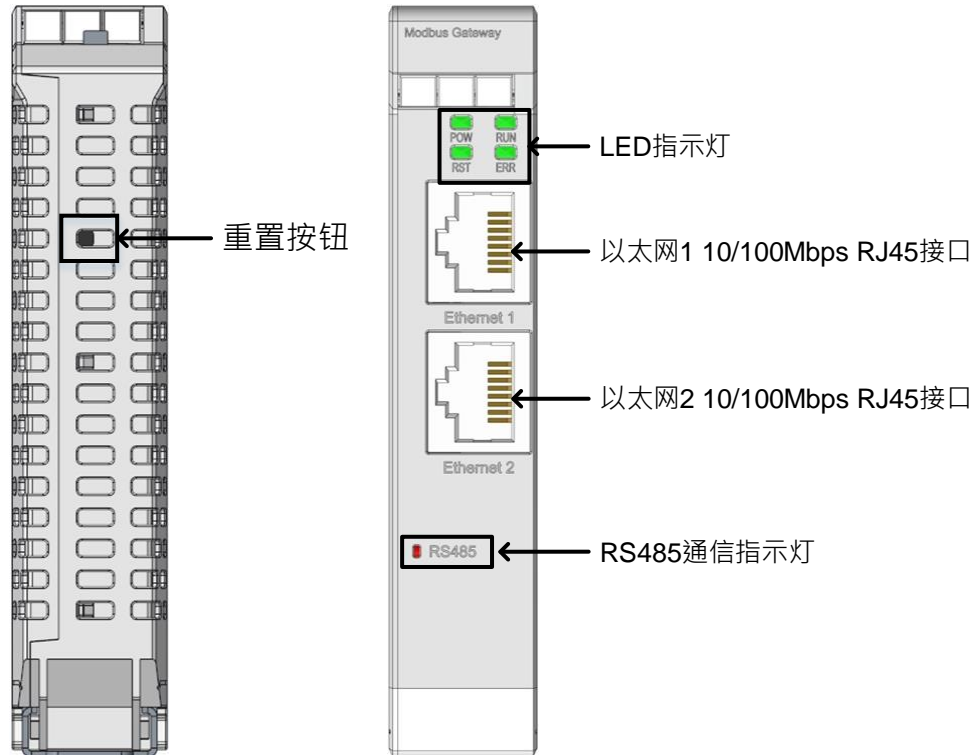 Modbus Gateway
POW RUN
RST ERR
LED指示灯
重置按钮
以太网1 10/100Mbps RJ45接口
Ethernet 1
以太网2 10/100Mbps RJ45接口
Ethernet 2
RS485
RS485通信指示灯